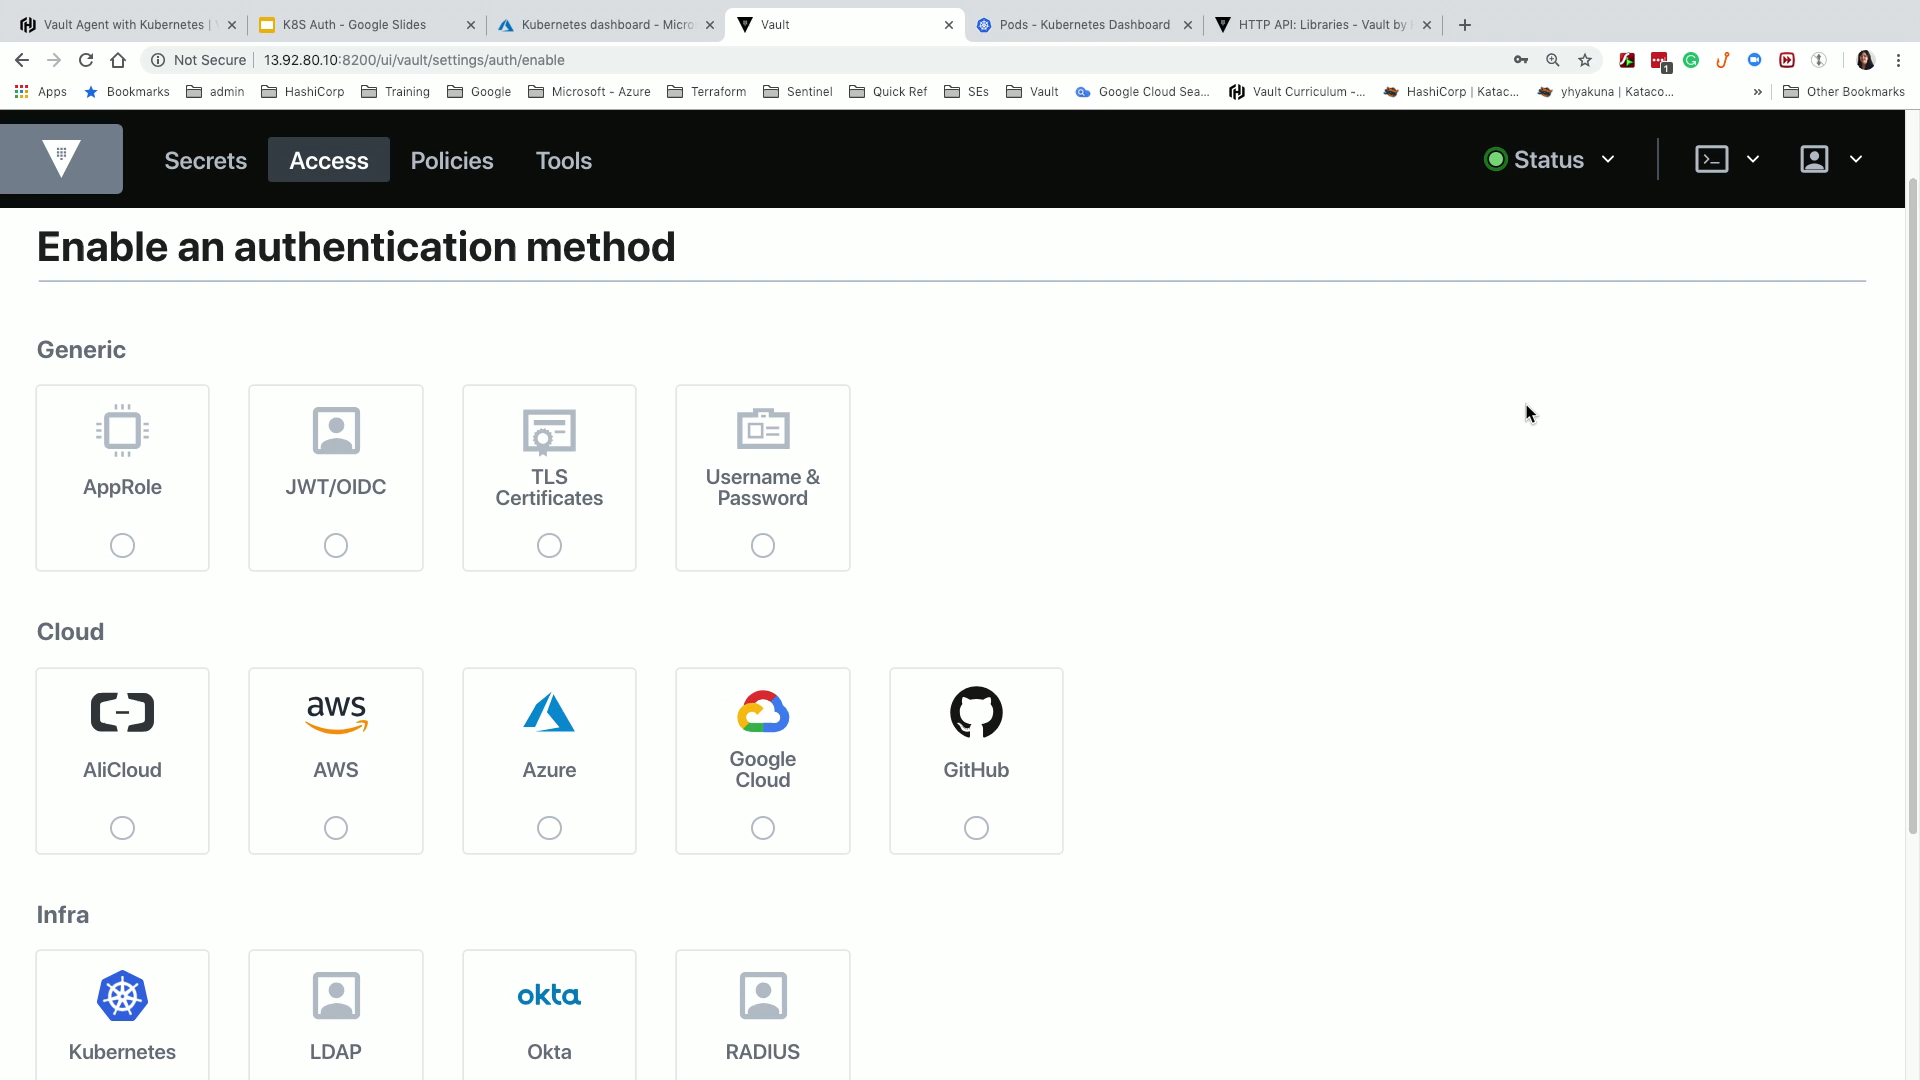 Vault Agent with Kubernetes |
K8S Auth - Google Slides
Kubernetes dashboard - Micro
Vault
Pods - Kubernetes Dashboard
HTTP API: Libraries - Vault by
Not Secure
13.92.80.10:8200/ui/vault/settings/auth/enable
1
Apps
Bookmarks
admin
HashiCorp
Training
Google
Microsoft - Azure
Terraform
Sentinel
Quick Ref
SEs
Vault
Google Cloud Sea...
Vault Curriculum -...
HashiCorp | Katac...
yhyakuna | Kataco...
»
Other Bookmarks
Secrets
Access
Policies
Tools
Status
Enable an authentication method
Generic
AppRole
JWT/OIDC
TLS
Certificates
Username &
Password
Cloud
AliCloud
aws
AWS
Azure
Google
Cloud
GitHub
Infra
Kubernetes
LDAP
okta
Okta
RADIUS